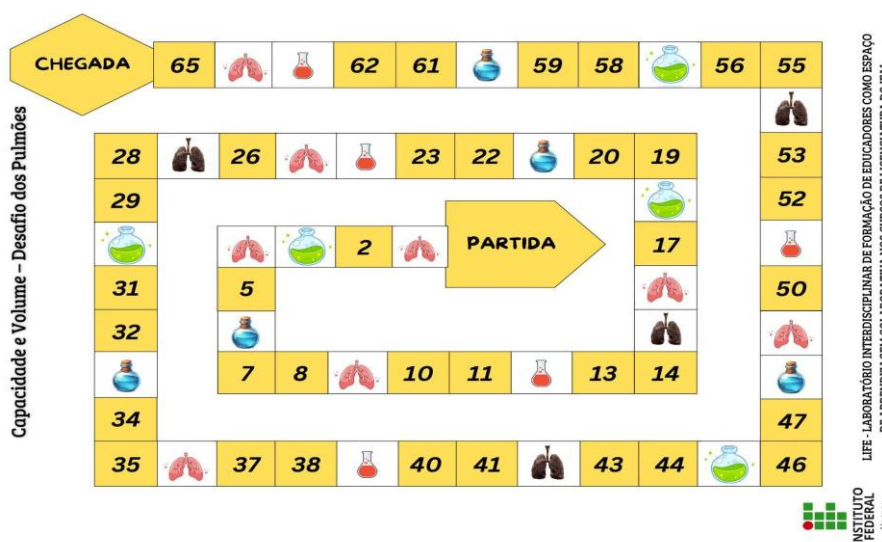 Capacidade e Volume – Desafio dos Pulmões
CHEGADA 65 62 61 59 58 56 55
28 26 23 22 20 19 53
29 52
2 PARTIDA 17
31 5 50
32
7 8 10 11 13 14
34 47
35 37 38 40 41 43 44 46
LIFE - LABORATÓRIO INTERDISCIPLINAR DE FORMAÇÃO DE EDUCADORES COMO ESPAÇO
NSTITUTO
FEDERAL